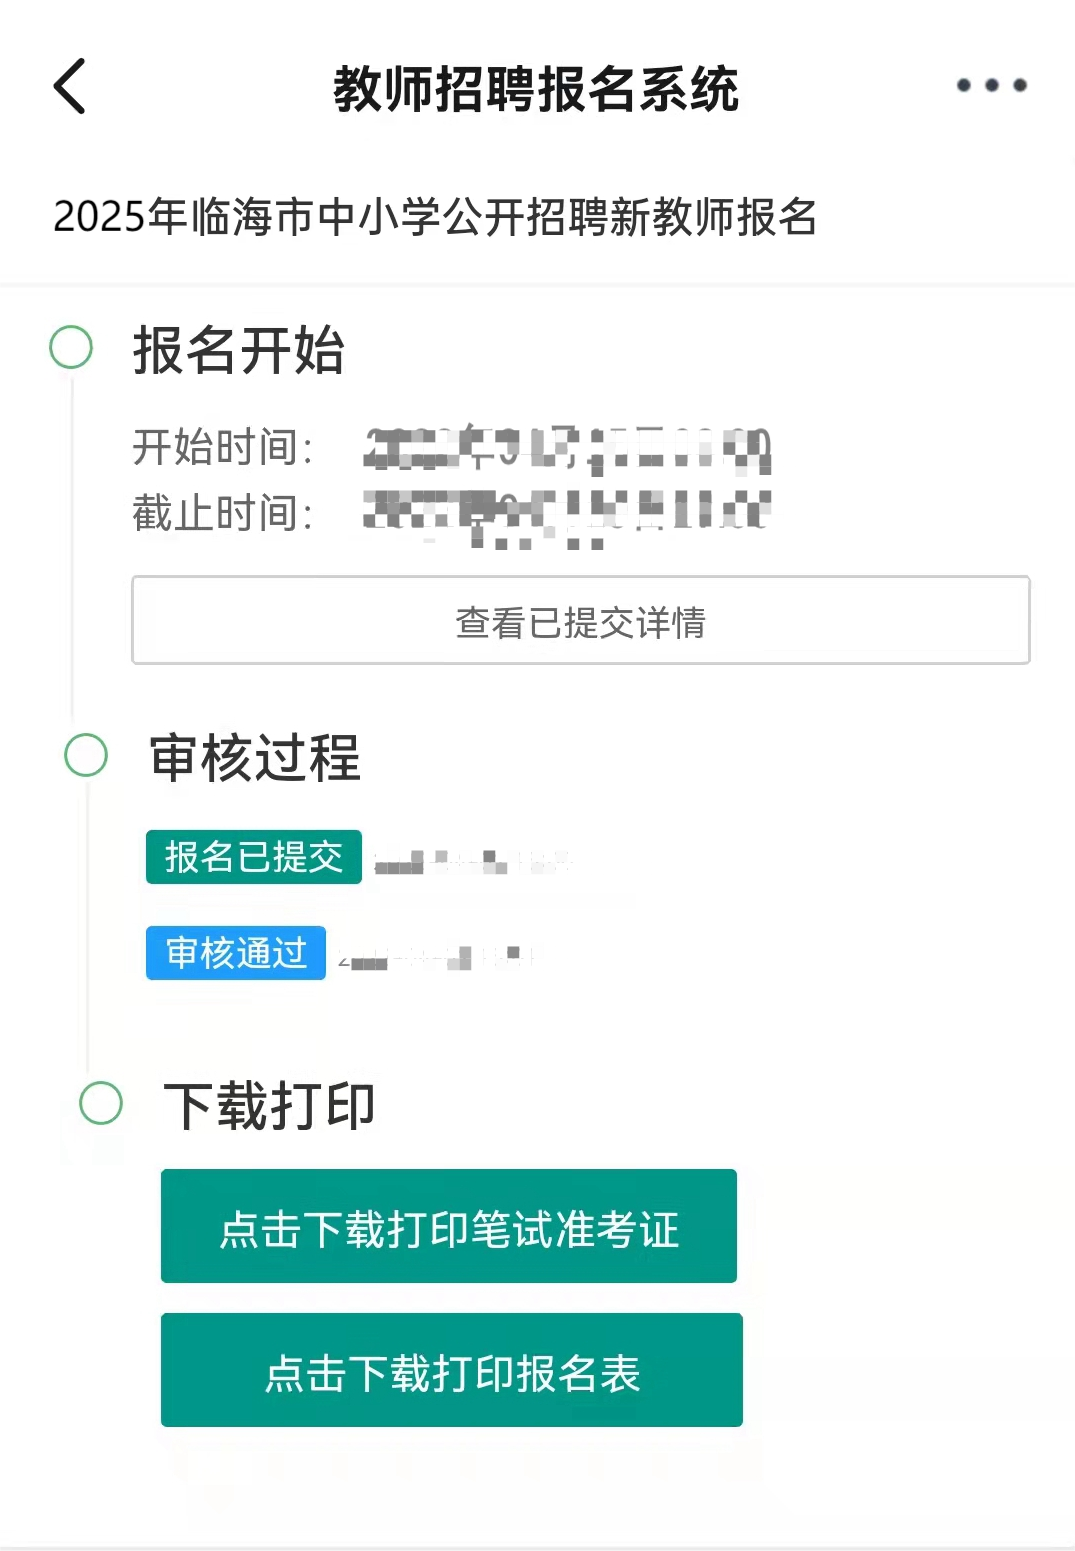 教师招聘报名系统
2025年临海市中小学公开招聘新教师报名
报名开始
开始时间：
截止时间：
查看已提交详情
审核过程
报名已提交
审核通过
下载打印
点击下载打印笔试准考证
点击下载打印报名表